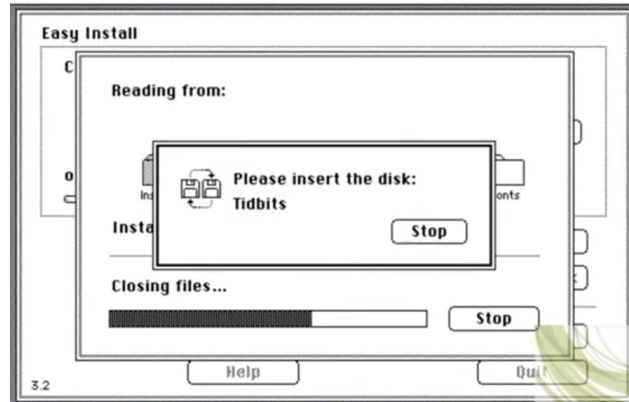 Easy Install
C
Reading from:
Please insert the disk:
Tidbits
Stop
o
Ins
onts
Insta
Closing files...
Stop
Help
Quit
3.2